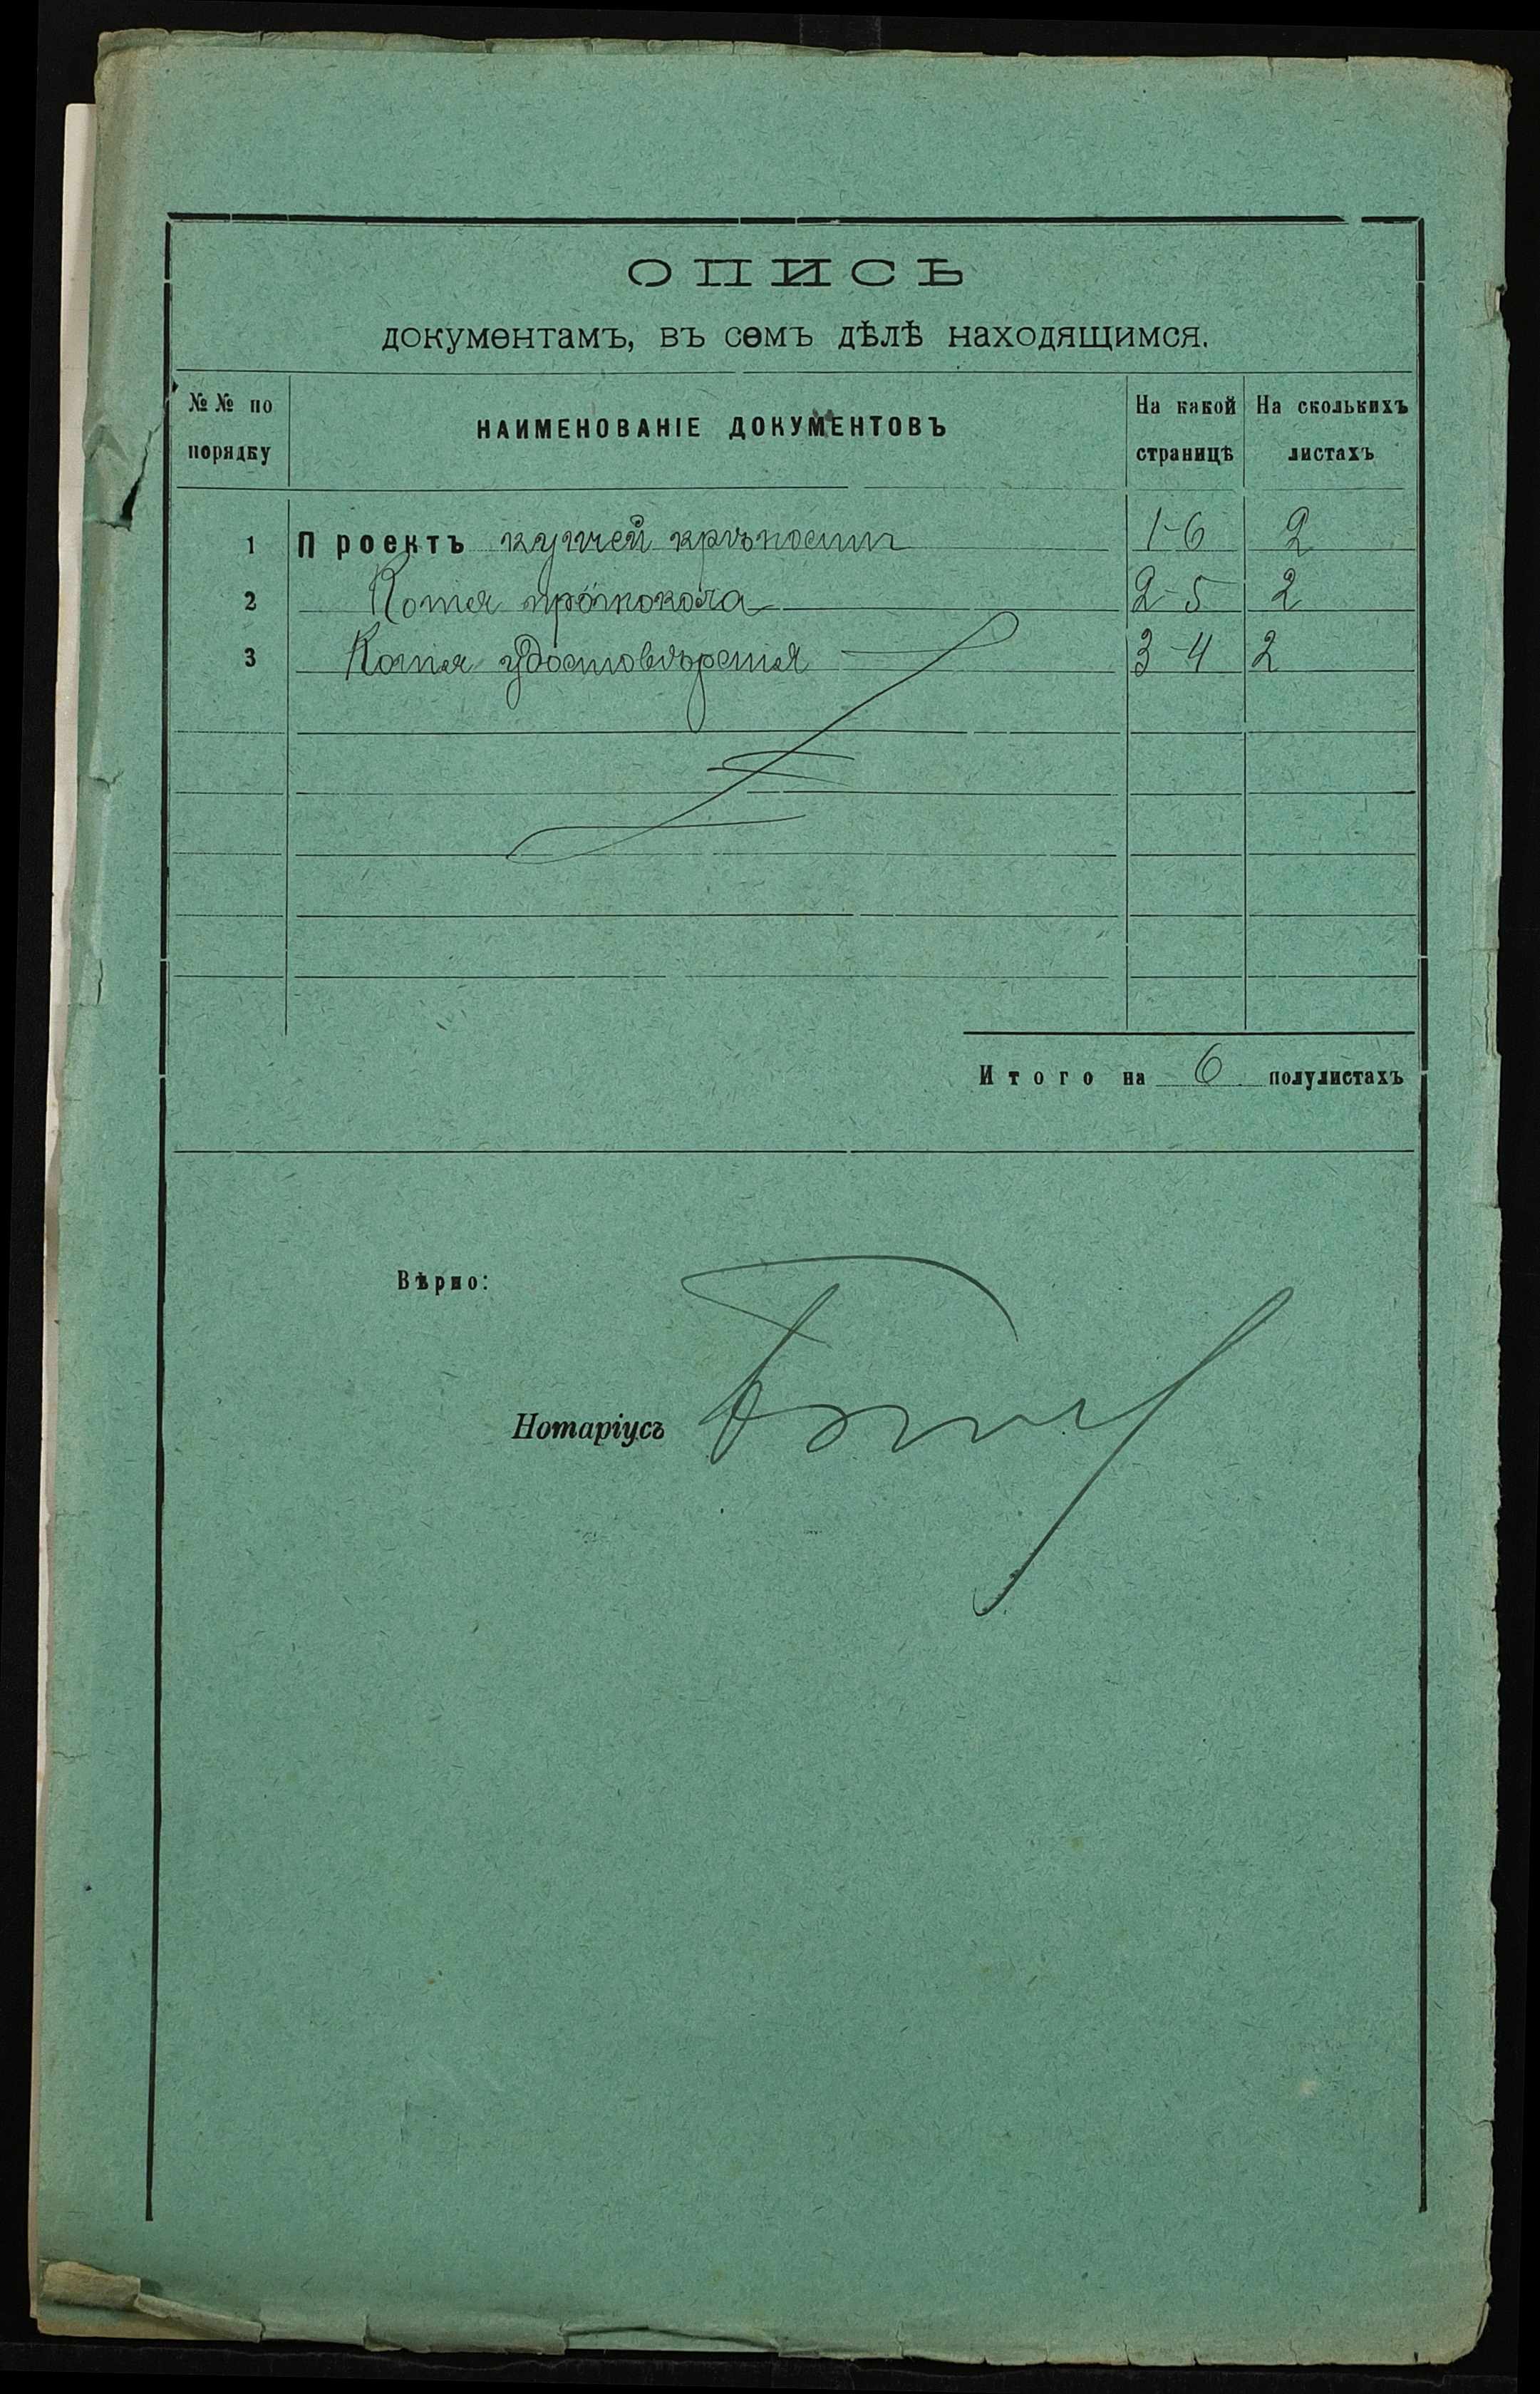 ОПИСЬ
документамъ, въ семъ дѣлѣ находящимся.
№№ по порядку
НАИМЕНОВАНІЕ ДОКУМЕНТОВЪ
На какой страницѣ
На сколькихъ листахъ
1 Проектъ купчей крѣпости 1-6 2
2 Копія протокола 2-5 2
3 Копія удостовѣренія 3-4 2
Итого на 6 полулистахъ
Вѣрно:
Нотаріусъ